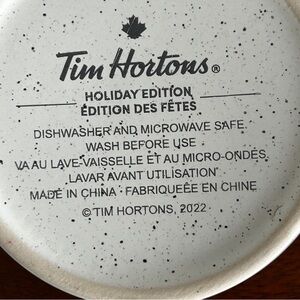 Tim Hortons®
HOLIDAY EDITION
ÉDITION DES FÊTES
DISHWASHER AND MICROWAVE SAFE.
WASH BEFORE USE
VA AU LAVE-VAISSELLE ET AU MICRO-ONDES.
LAVAR AVANT UTILISATION
MADE IN CHINA · FABRIQUÉE EN CHINE
©TIM HORTONS, 2022